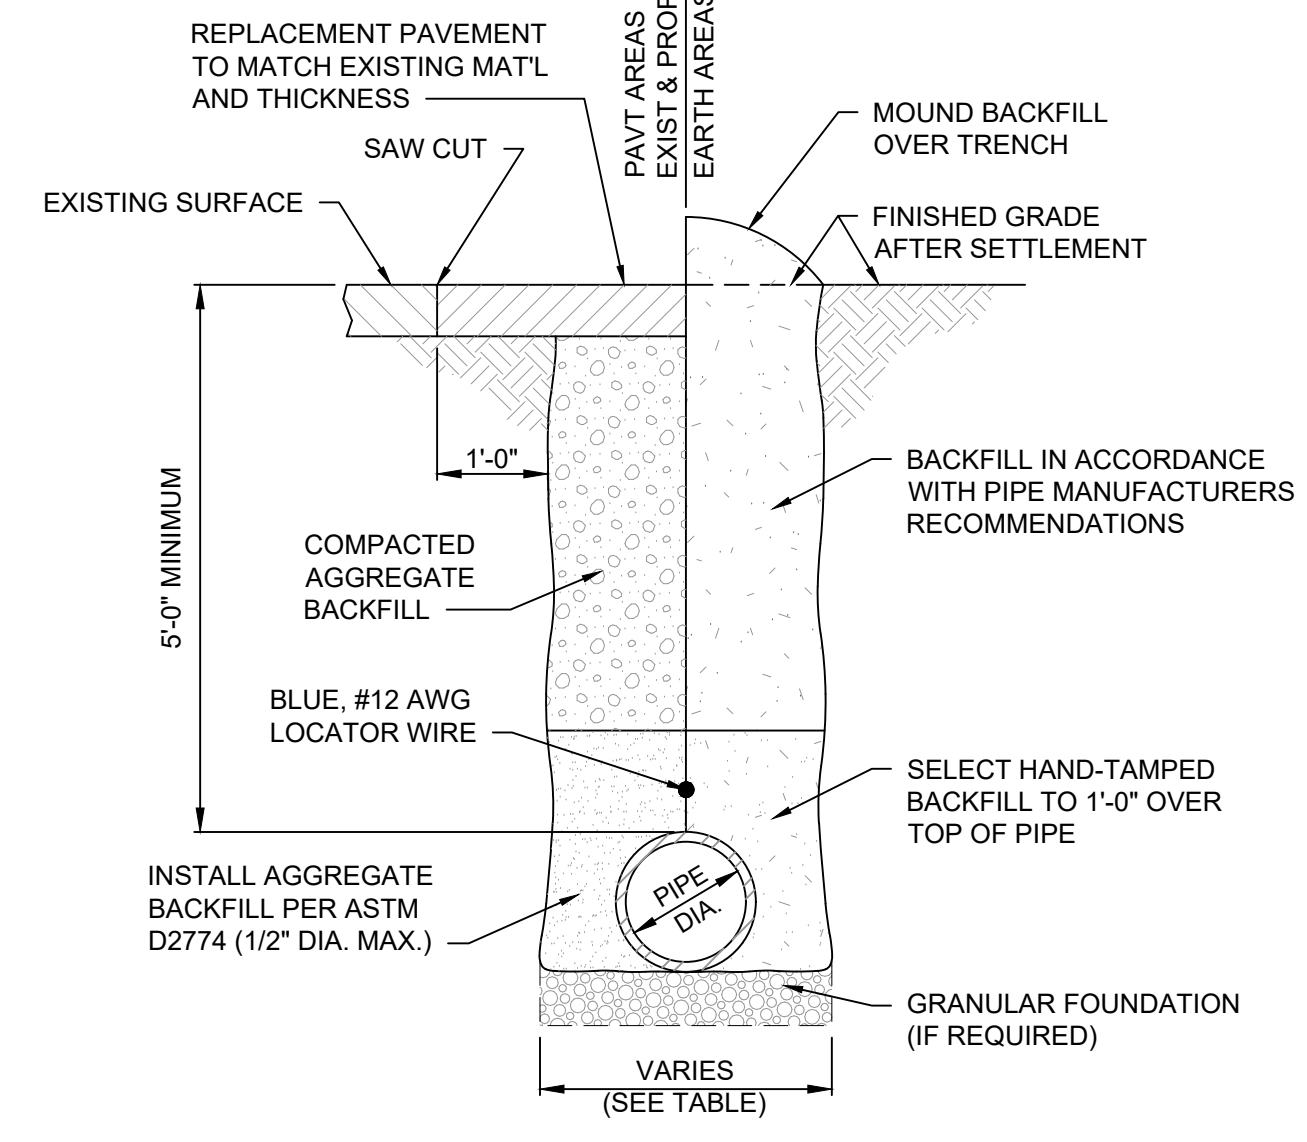 REPLACEMENT PAVEMENT
TO MATCH EXISTING MAT'L
AND THICKNESS
SAW CUT
EXISTING SURFACE
PAVT AREAS
EXIST &
EARTH AREAS
MOUND BACKFILL
OVER TRENCH
FINISHED GRADE
AFTER SETTLEMENT
5'-0" MINIMUM
1'-0"
BACKFILL IN ACCORDANCE
WITH PIPE MANUFACTURERS
RECOMMENDATIONS
COMPACTED
AGGREGATE
BACKFILL
BLUE, #12 AWG
LOCATOR WIRE
SELECT HAND-TAMPED
BACKFILL TO 1'-0" OVER
TOP OF PIPE
INSTALL AGGREGATE
BACKFILL PER ASTM
D2774 (1/2" DIA. MAX.)
PIPE
DIA.
GRANULAR FOUNDATION
(IF REQUIRED)
VARIES
(SEE TABLE)